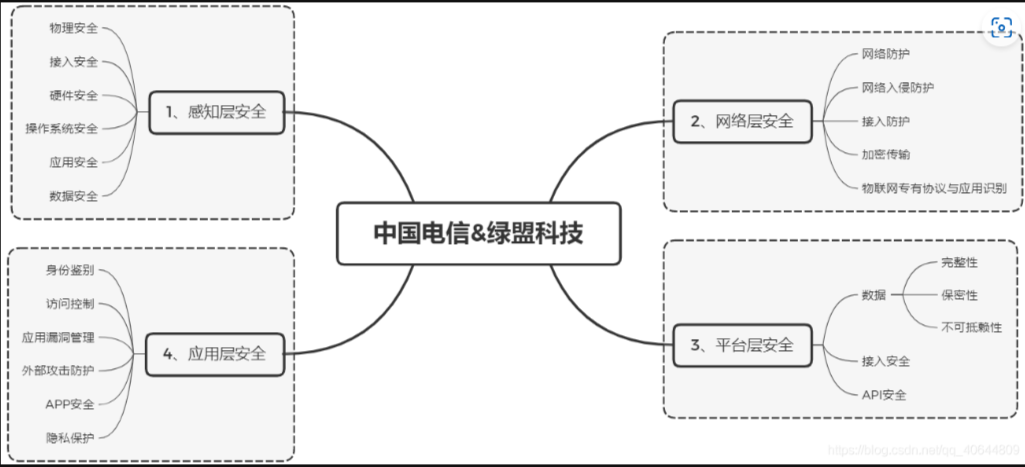 物理安全
接入安全
硬件安全
操作系统安全
应用安全
数据安全
1、感知层安全
2、网络层安全
网络防护
网络入侵防护
接入防护
加密传输
物联网专有协议与应用识别
中国电信&绿盟科技
身份鉴别
访问控制
应用漏洞管理
外部攻击防护
APP安全
隐私保护
4、应用层安全
3、平台层安全
数据
完整性
保密性
不可抵赖性
接入安全
API安全
https://blog.csdn.net/qq_40644809